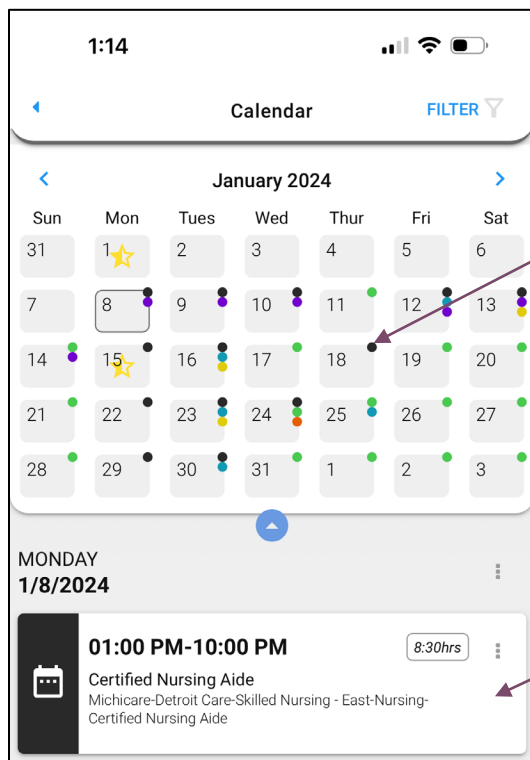 1:14
Calendar
FILTER
January 2024
Sun Mon Tues Wed Thur Fri Sat
31 1 2 3 4 5 6
7 8 9 10 11 12 13
14 15 16 17 18 19 20
21 22 23 24 25 26 27
28 29 30 31 1 2 3
MONDAY
1/8/2024
01:00 PM-10:00 PM 8:30hrs
Certified Nursing Aide
Michicare-Detroit Care-Skilled Nursing - East-Nursing-
Certified Nursing Aide